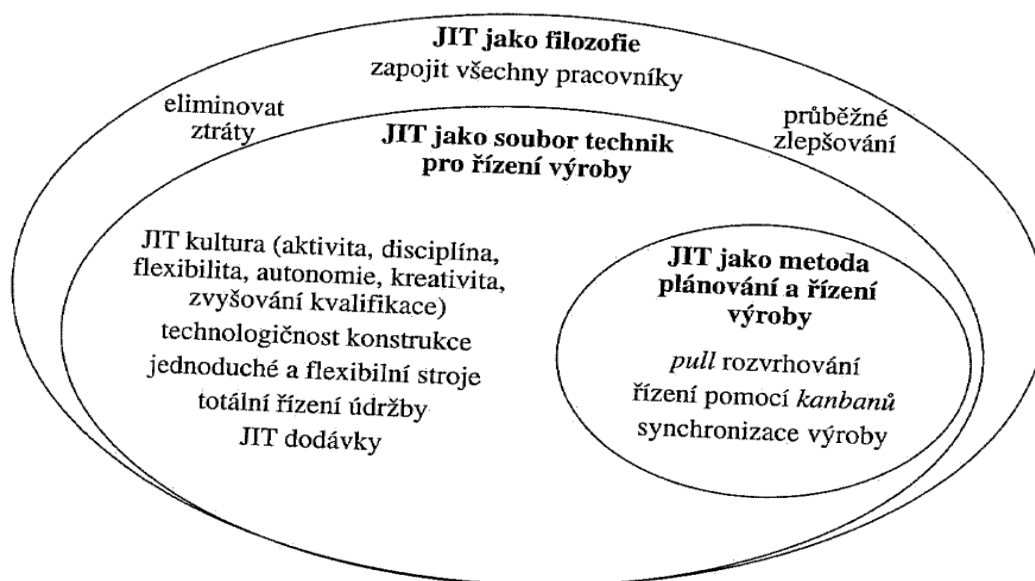 JIT jako filozofie
zapojit všechny pracovníky
eliminovat
ztráty
průběžné
zlepšování
JIT jako soubor technik
pro řízení výroby
JIT kultura (aktivita, disciplína,
flexibilita, autonomie, kreativita,
zvyšování kvalifikace)
technologičnost konstrukce
jednoduché a flexibilní stroje
totální řízení údržby
JIT dodávky
JIT jako metoda
plánování a řízení
výroby
pull rozvrhování
řízení pomocí kanbanů
synchronizace výroby